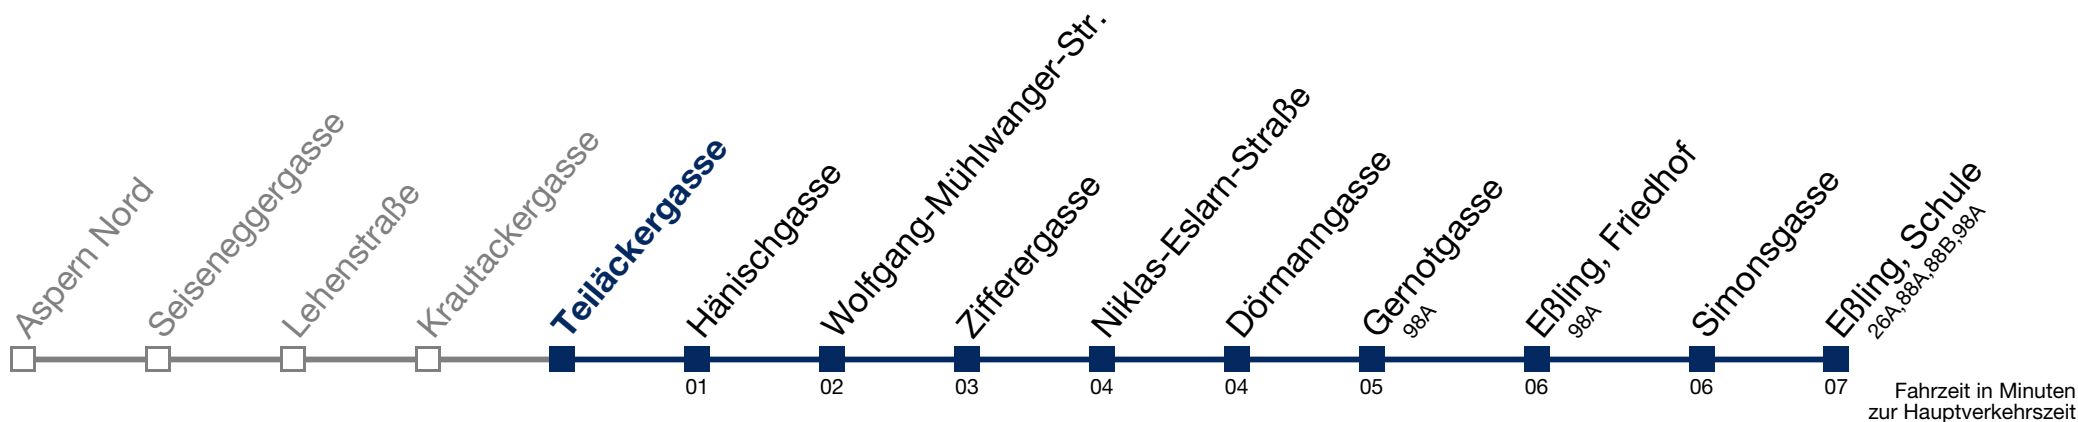 Aspern Nord
Seiseneggergasse
Lehenstraße
Krautackergasse
Teiläckergasse
Hänischgasse
Wolfgang-Mühlwanger-Str.
Zifferergasse
Niklas-Eslarn-Straße
Dörmanngasse
Gernotgasse
98A
Eßling, Friedhof
98A
Simonsgasse
Eßling, Schule
26A,88A,88B,98A
01
02
03
04
04
05
06
06
07
Fahrzeit in Minuten
zur Hauptverkehrszeit